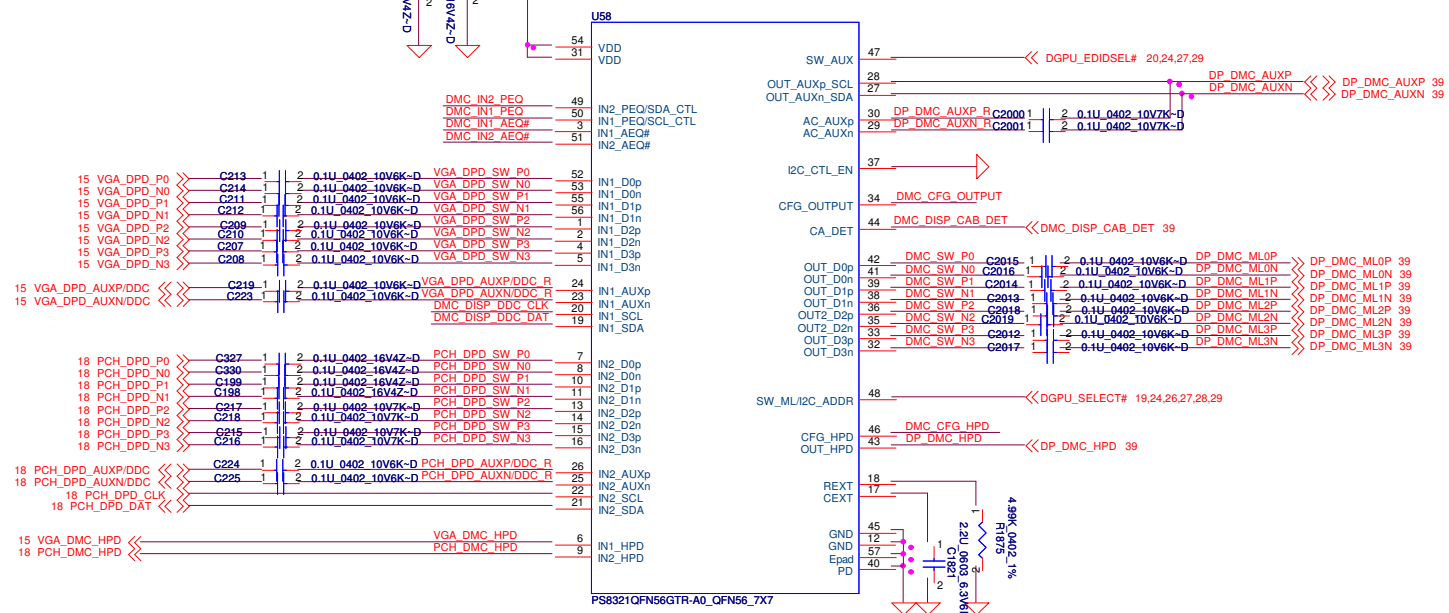 V4Z~D
2
16V4Z~D
2
U58
54 VDD
31 VDD
DMC_IN2_PEQ 49 IN2_PEQ/SDA_CTL
DMC_IN1_PEQ 50 IN1_PEQ/SCL_CTL
DMC_IN1_AEQ# 3 IN1_AEQ#
DMC_IN2_AEQ# 51 IN2_AEQ#
15 VGA_DPD_P0 C213 1 2 0.1U_0402_10V6K~D VGA_DPD_SW_P0 52 IN1_D0p
15 VGA_DPD_N0 C214 1 2 0.1U_0402_10V6K~D VGA_DPD_SW_N0 53 IN1_D0n
15 VGA_DPD_P1 C211 1 2 0.1U_0402_10V6K~D VGA_DPD_SW_P1 55 IN1_D1p
15 VGA_DPD_N1 C212 1 2 0.1U_0402_10V6K~D VGA_DPD_SW_N1 56 IN1_D1n
15 VGA_DPD_P2 C209 1 2 0.1U_0402_10V6K~D VGA_DPD_SW_P2 1 IN1_D2p
15 VGA_DPD_N2 C210 1 2 0.1U_0402_10V6K~D VGA_DPD_SW_N2 2 IN1_D2n
15 VGA_DPD_P3 C207 1 2 0.1U_0402_10V6K~D VGA_DPD_SW_P3 4 IN1_D3p
15 VGA_DPD_N3 C208 1 2 0.1U_0402_10V6K~D VGA_DPD_SW_N3 5 IN1_D3n
15 VGA_DPD_AUXP/DDC C219 1 2 0.1U_0402_10V6K~D VGA_DPD_AUXP/DDC_R 24 IN1_AUXp
15 VGA_DPD_AUXN/DDC C223 1 2 0.1U_0402_10V6K~D VGA_DPD_AUXN/DDC_R 23 IN1_AUXn
DMC_DISP_DDC_CLK 20 IN1_SCL
DMC_DISP_DDC_DAT 19 IN1_SDA
18 PCH_DPD_P0 C327 1 2 0.1U_0402_16V4Z~D PCH_DPD_SW_P0 7 IN2_D0p
18 PCH_DPD_N0 C330 1 2 0.1U_0402_16V4Z~D PCH_DPD_SW_N0 8 IN2_D0n
18 PCH_DPD_P1 C199 1 2 0.1U_0402_16V4Z~D PCH_DPD_SW_P1 10 IN2_D1p
18 PCH_DPD_N1 C198 1 2 0.1U_0402_16V4Z~D PCH_DPD_SW_N1 11 IN2_D1n
18 PCH_DPD_P2 C217 1 2 0.1U_0402_10V7K~D PCH_DPD_SW_P2 13 IN2_D2p
18 PCH_DPD_N2 C218 1 2 0.1U_0402_10V7K~D PCH_DPD_SW_N2 14 IN2_D2n
18 PCH_DPD_P3 C215 1 2 0.1U_0402_10V7K~D PCH_DPD_SW_P3 15 IN2_D3p
18 PCH_DPD_N3 C216 1 2 0.1U_0402_10V7K~D PCH_DPD_SW_N3 16 IN2_D3n
18 PCH_DPD_AUXP/DDC C224 1 2 0.1U_0402_10V6K~D PCH_DPD_AUXP/DDC_R 26 IN2_AUXp
18 PCH_DPD_AUXN/DDC C225 1 2 0.1U_0402_10V6K~D PCH_DPD_AUXN/DDC_R 25 IN2_AUXn
18 PCH_DPD_CLK 22 IN2_SCL
18 PCH_DPD_DAT 21 IN2_SDA
15 VGA_DMC_HPD VGA_DMC_HPD 6 IN1_HPD
18 PCH_DMC_HPD PCH_DMC_HPD 9 IN2_HPD
SW_AUX 47 DGPU_EDIDSEL# 20,24,27,29
OUT_AUXp_SCL 28 DP_DMC_AUXP DP_DMC_AUXP 39
OUT_AUXn_SDA 27 DP_DMC_AUXN DP_DMC_AUXN 39
AC_AUXp 30 DP_DMC_AUXP_R C2000 1 2 0.1U_0402_10V7K~D
AC_AUXn 29 DP_DMC_AUXN_R C2001 1 2 0.1U_0402_10V7K~D
I2C_CTL_EN 37
CFG_OUTPUT 34 DMC_CFG_OUTPUT
CA_DET 44 DMC_DISP_CAB_DET DMC_DISP_CAB_DET 39
OUT_D0p 42 DMC_SW_P0 C2015 1 2 0.1U_0402_10V6K~D DP_DMC_ML0P DP_DMC_ML0P 39
OUT_D0n 41 DMC_SW_N0 C2016 1 2 0.1U_0402_10V6K~D DP_DMC_ML0N DP_DMC_ML0N 39
OUT_D1p 39 DMC_SW_P1 C2014 1 2 0.1U_0402_10V6K~D DP_DMC_ML1P DP_DMC_ML1P 39
OUT_D1n 38 DMC_SW_N1 C2013 1 2 0.1U_0402_10V6K~D DP_DMC_ML1N DP_DMC_ML1N 39
OUT2_D2p 36 DMC_SW_P2 C2018 1 2 0.1U_0402_10V6K~D DP_DMC_ML2P DP_DMC_ML2P 39
OUT2_D2n 35 DMC_SW_N2 C2019 1 2 0.1U_0402_10V6K~D DP_DMC_ML2N DP_DMC_ML2N 39
OUT_D3p 33 DMC_SW_P3 C2012 1 2 0.1U_0402_10V6K~D DP_DMC_ML3P DP_DMC_ML3P 39
OUT_D3n 32 DMC_SW_N3 C2017 1 2 0.1U_0402_10V6K~D DP_DMC_ML3N DP_DMC_ML3N 39
SW_ML/I2C_ADDR 48 DGPU_SELECT# 19,24,26,27,28,29
CFG_HPD 46 DMC_CFG_HPD
OUT_HPD 43 DP_DMC_HPD DP_DMC_HPD 39
REXT 18
CEXT 17
GND 45
GND 12
Epad 57
PD 40
1
2
C1821
2.2U_0603_6.3V6
1
2
R1875
4.99K_0402_1%
PS8321QFN56GTR-A0_QFN56_7X7